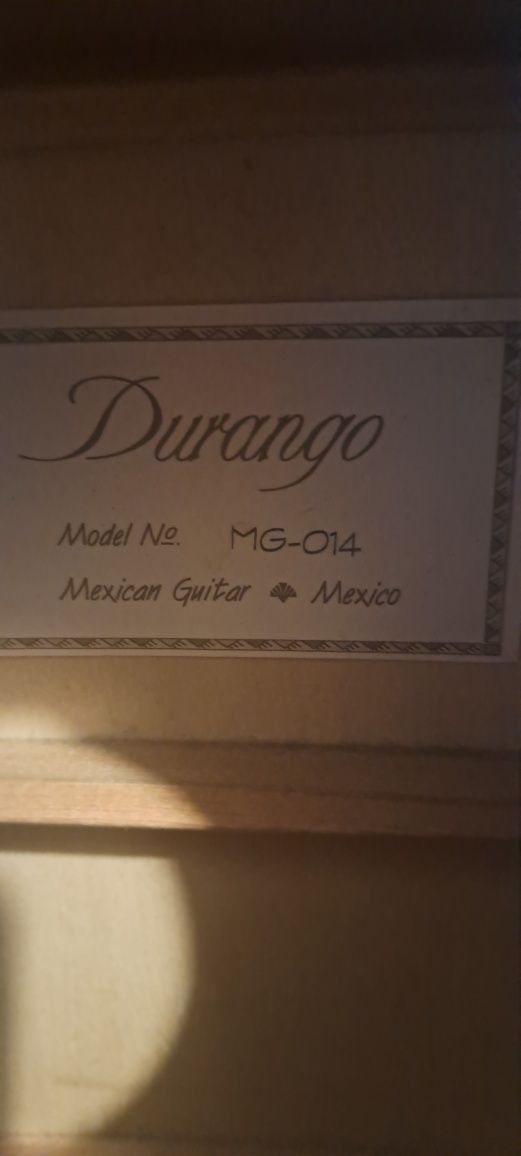 Durango
Model Nº. MG-014
Mexican Guitar Mexico